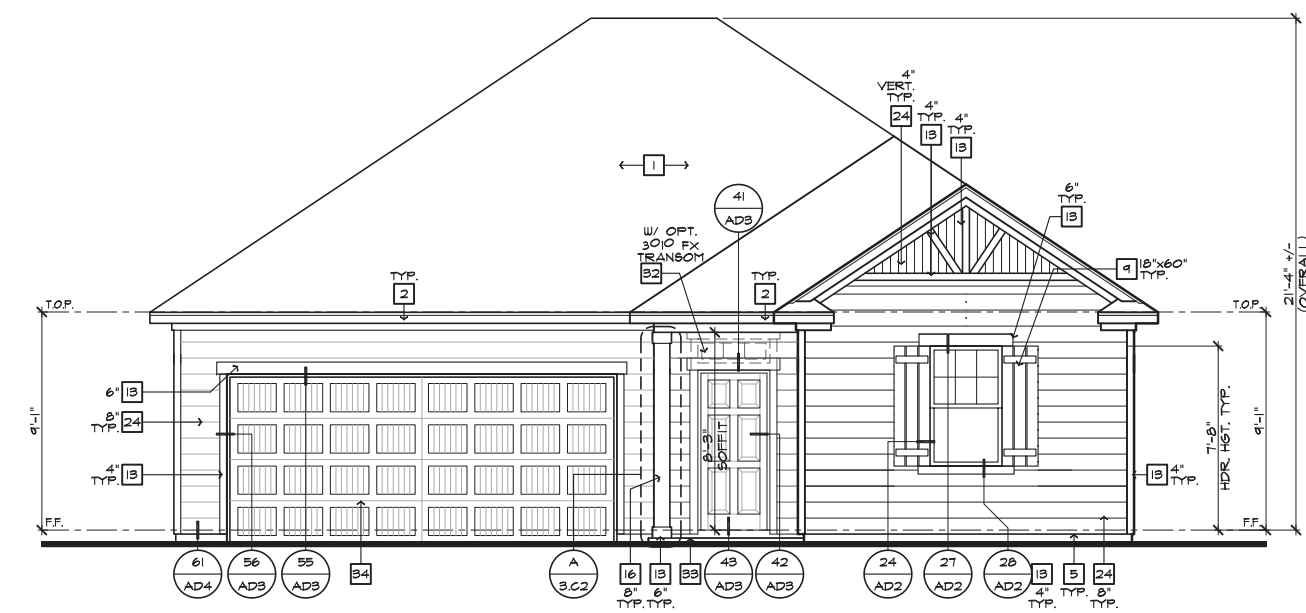 4"
VERT.
TYP.
24
4"
TYP.
13
4"
TYP.
13
1
41
AD3
6"
TYP.
13
W/ OPT.
3010 FX
TRANSOM
32
9
18"x60"
TYP.
21'-4" +/-
(OVERALL)
TYP.
2
TYP.
2
T.O.P.
T.O.P.
6" 13
8"
TYP. 24
4"
TYP. 13
9'-1"
8'-3"
SOFFIT
7'-8"
HDR. HGT. TYP.
9'-1"
13 4"
TYP.
F.F.
F.F.
61
AD4
56
AD3
55
AD3
34
A
3.C2
16
8"
TYP.
13
6"
TYP.
33
43
AD3
42
AD3
24
AD2
27
AD2
28
AD2
13
4"
TYP.
5
TYP.
24
8"
TYP.